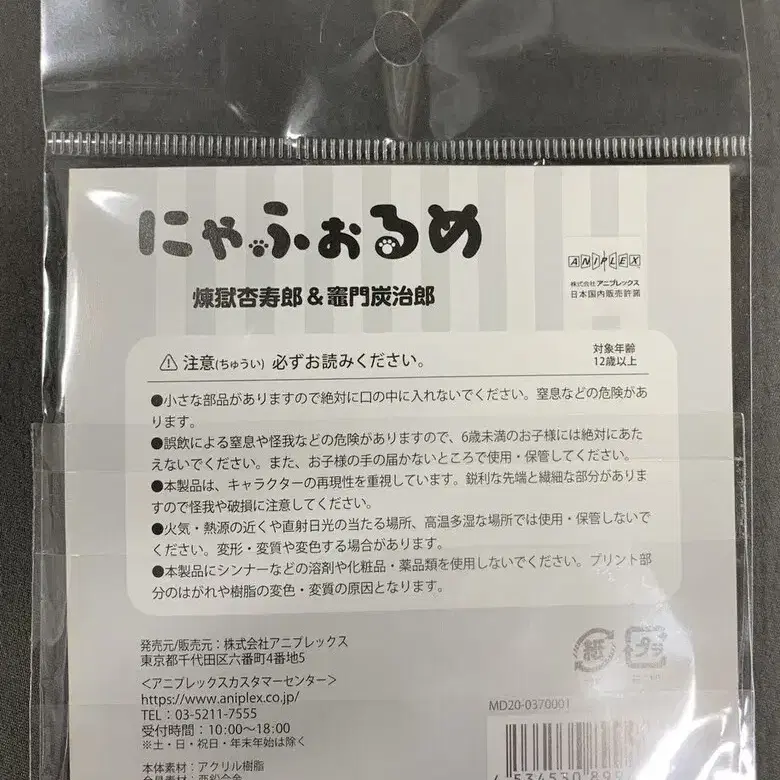 にゃふぉるめ
煉󠄁獄杏寿郎＆竈門炭治郎
ANIPLEX
株式会社 アニプレックス
日本国内販売許諾
⚠注意(ちゅうい) 必ずお読みください。
対象年齢
12歳以上
●小さな部品がありますので絶対に口の中に入れないでください。窒息などの危険があ
ります。
●誤飲による窒息や怪我などの危険がありますので、6歳未満のお子様には絶対にあた
えないでください。また、お子様の手の届かないところで使用・保管してください。
●本製品は、キャラクターの再現性を重視しています。鋭利な先端と繊細な部分がありま
すので怪我や破損に注意してください。
●火気・熱源の近くや直射日光の当たる場所、高温多湿な場所では使用・保管しないで
ください。変形・変質や変色する場合があります。
●本製品にシンナーなどの溶剤や化粧品・薬品類を使用しないでください。プリント部
分のはがれや樹脂の変色・変質の原因となります。
発売元/販売元：株式会社アニプレックス
東京都千代田区六番町4番地5
＜アニプレックスカスタマーセンター＞
https://www.aniplex.co.jp/
TEL：03-5211-7555
受付時間：10:00～18:00
※土・日・祝日・年末年始は除く
紙
プラ
MD20-0370001
本体素材：アクリル樹脂